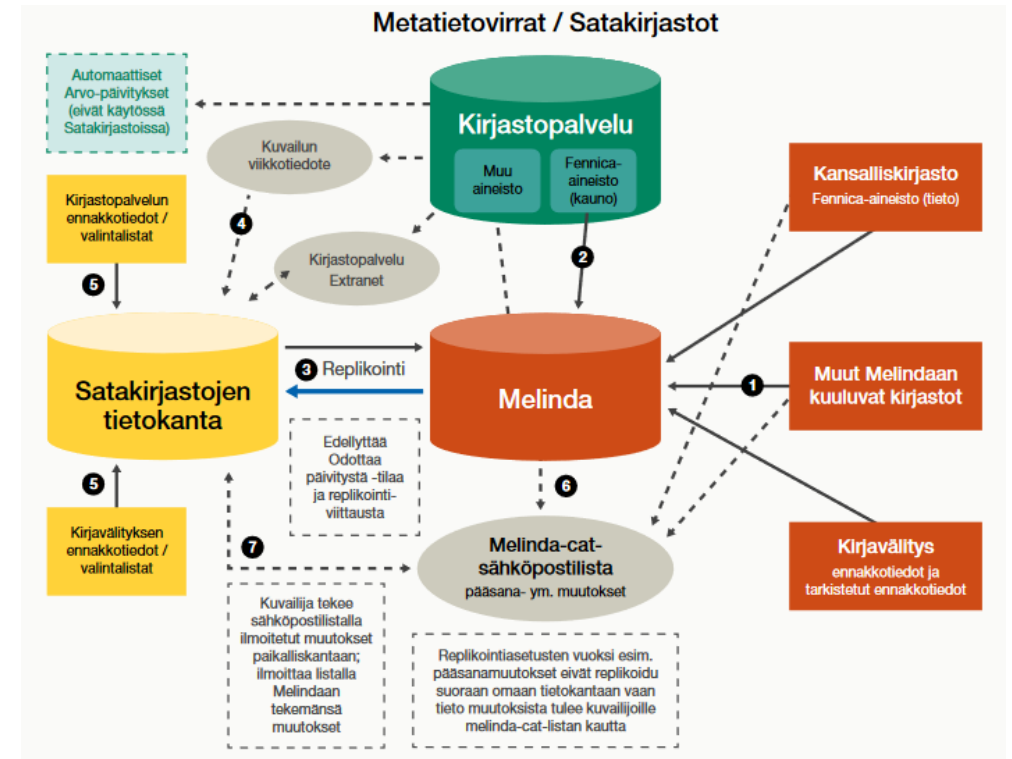 Metatietovirrat / Satakirjastot
Automaattiset
Arvo-päivitykset
(eivät käytössä
Satakirjastoissa)
Kirjastopalvelu
Muu
aineisto
Fennica-
aineisto
(kauno)
Kuvailun
viikkotiedote
Kansalliskirjasto
Fennica-aineisto (tieto)
Kirjastopalvelun
ennakkotiedot /
valintalistat
4
Kirjastopalvelu
Extranet
2
5
Satakirjastojen
tietokanta
3 Replikointi
Melinda
1
Muut Melindaan
kuuluvat kirjastot
Edellyttää
Odottaa
päivitystä -tilaa
ja replikointi-
viittausta
5
6
Kirjavälityksen
ennakkotiedot /
valintalistat
7
Melinda-cat-
sähköpostilista
pääsana- ym. muutokset
Kirjavälitys
ennakkotiedot ja
tarkistetut ennakkotiedot
Kuvailija tekee
sähköpostilistalla
ilmoitetut muutokset
paikalliskantaan;
ilmoittaa listalla
Melindaan
tekemänsä
muutokset
Replikointiasetusten vuoksi esim.
pääsanamuutokset eivät replikoidu
suoraan omaan tietokantaan vaan
tieto muutoksista tulee kuvailijoille
melinda-cat-listan kautta